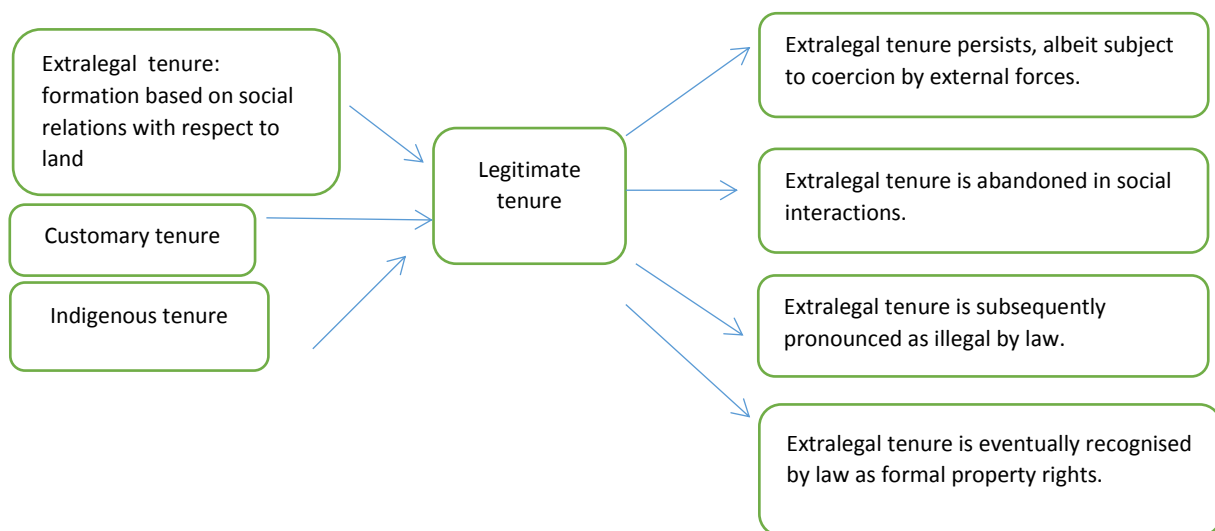 Extralegal tenure:
formation based on social
relations with respect to
land
Customary tenure
Indigenous tenure
Legitimate
tenure
Extralegal tenure persists, albeit subject
to coercion by external forces.
Extralegal tenure is abandoned in social
interactions.
Extralegal tenure is subsequently
pronounced as illegal by law.
Extralegal tenure is eventually recognised
by law as formal property rights.